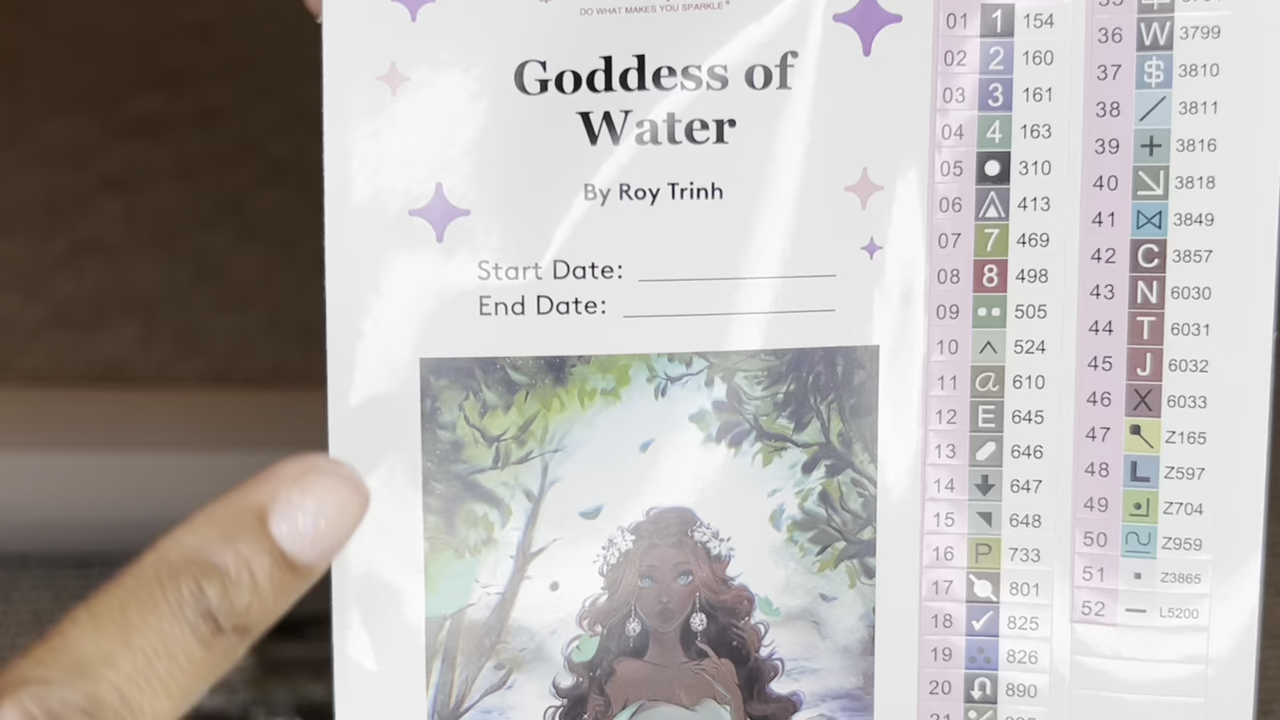 DO WHAT MAKES YOU SPARKLE®
Goddess of
Water
By Roy Trinh
Start Date:
End Date:
01 1 154
02 2 160
03 3 161
04 4 163
05 310
06 413
07 7 469
08 8 498
09 505
10 524
11 a 610
12 E 645
13 646
14 647
15 648
16 P 733
17 801
18 825
19 826
20 890
36 W 3799
37 $ 3810
38 / 3811
39 + 3816
40 3818
41 3849
42 C 3857
43 N 6030
44 T 6031
45 J 6032
46 X 6033
47 Z165
48 L Z597
49 Z704
50 Z959
51 Z3865
52 — L5200